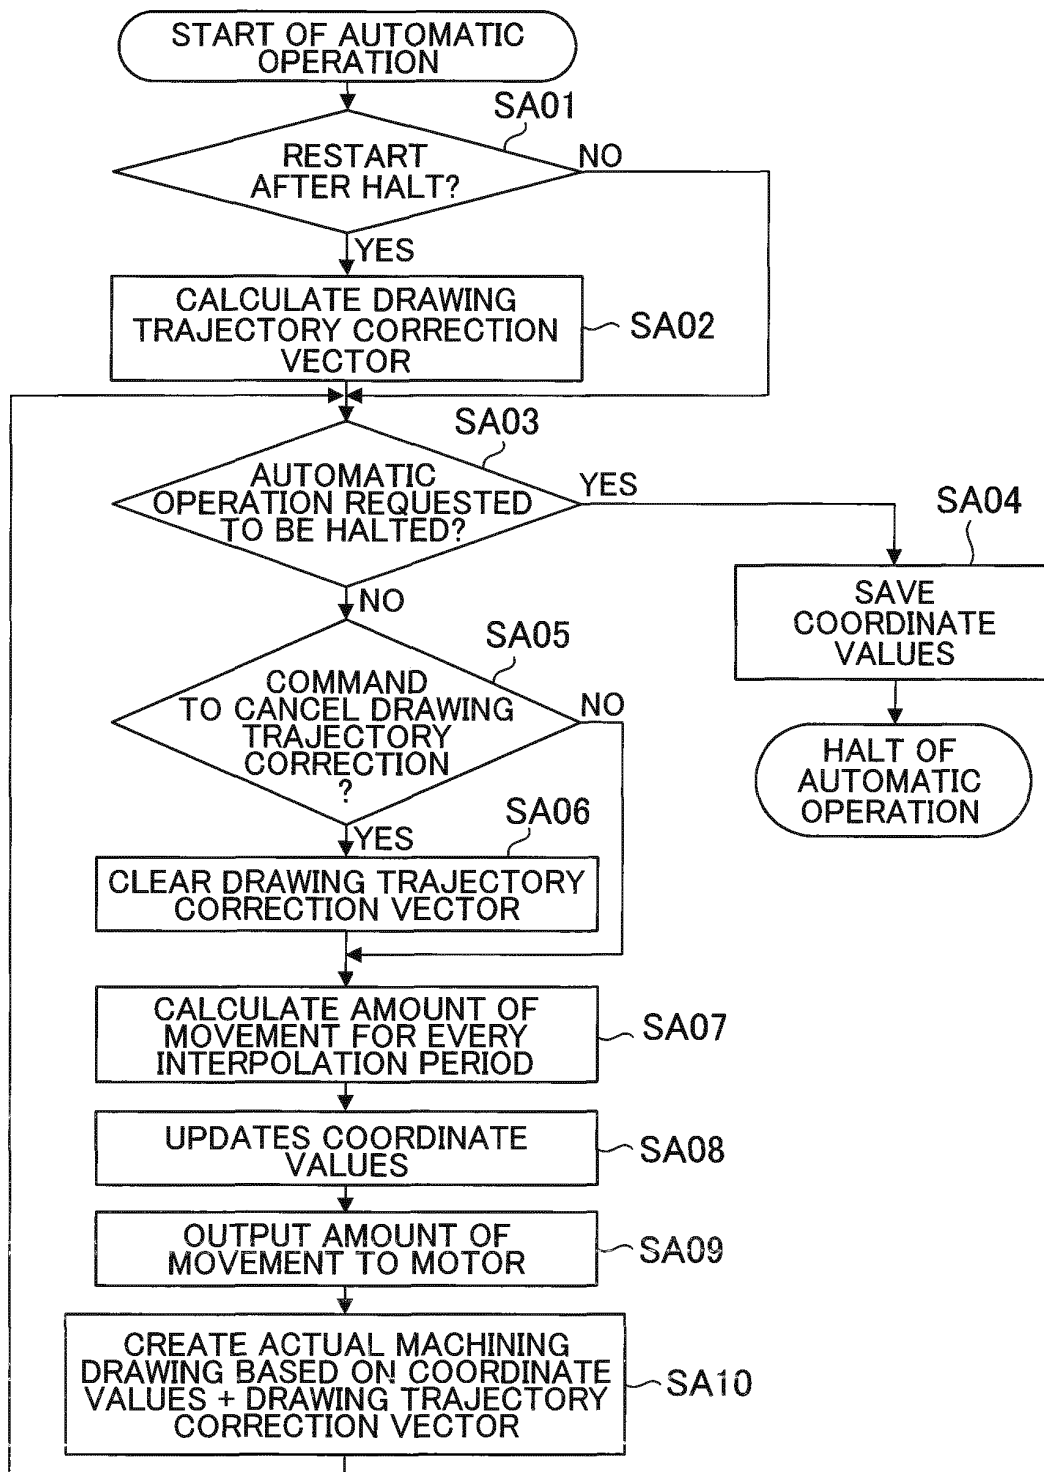 START OF AUTOMATIC
OPERATION
SA01
RESTART
AFTER HALT?
NO
YES
CALCULATE DRAWING
TRAJECTORY CORRECTION
VECTOR
SA02
SA03
AUTOMATIC
OPERATION REQUESTED
TO BE HALTED?
YES
SA04
SAVE
COORDINATE
VALUES
NO
SA05
COMMAND
TO CANCEL DRAWING
TRAJECTORY
CORRECTION
?
NO
HALT OF
AUTOMATIC
OPERATION
YES
SA06
CLEAR DRAWING TRAJECTORY
CORRECTION VECTOR
CALCULATE AMOUNT OF
MOVEMENT FOR EVERY
INTERPOLATION PERIOD
SA07
UPDATES COORDINATE
VALUES
SA08
OUTPUT AMOUNT OF
MOVEMENT TO MOTOR
SA09
CREATE ACTUAL MACHINING
DRAWING BASED ON COORDINATE
VALUES + DRAWING TRAJECTORY
CORRECTION VECTOR
SA10